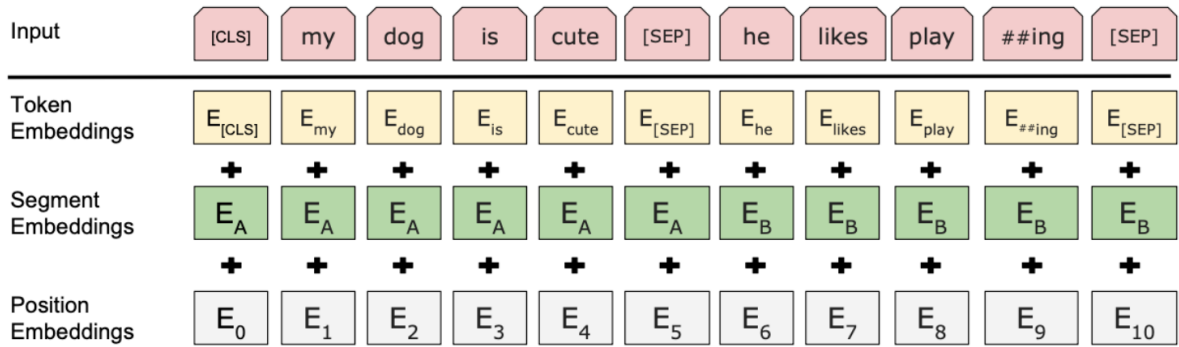 Input [CLS] my dog is cute [SEP] he likes play ##ing [SEP]
Token Embeddings E[CLS] Emy Edog Eis Ecute E[SEP] Ehe Elikes Eplay E##ing E[SEP]
+ + + + + + + + + + +
Segment Embeddings EA EA EA EA EA EA EB EB EB EB EB
+ + + + + + + + + + +
Position Embeddings E0 E1 E2 E3 E4 E5 E6 E7 E8 E9 E10